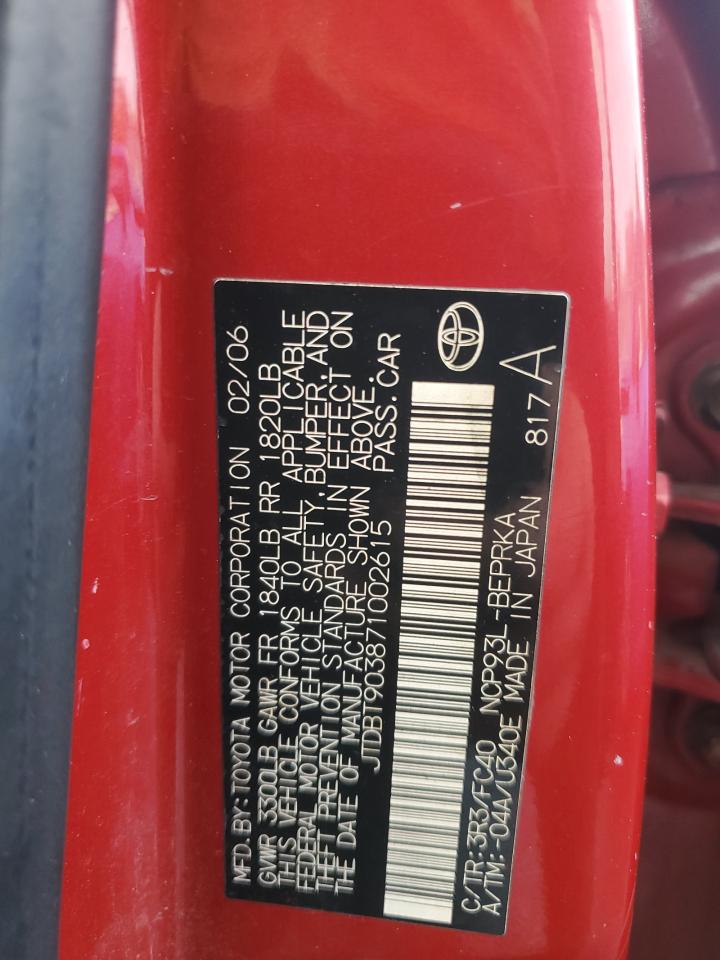 MFD. BY: TOYOTA MOTOR CORPORATION 02/06
GVWR 3300LB GAWR FR 1840LB RR 1820LB
THIS VEHICLE CONFORMS TO ALL APPLICABLE
FEDERAL MOTOR VEHICLE SAFETY, BUMPER, AND
THEFT PREVENTION STANDARDS IN EFFECT ON
THE DATE OF MANUFACTURE SHOWN ABOVE.
JTDBT903871002615 PASS. CAR
C/TR: 3R3/FC40 NCP93L-BEPRKA
A/TM: -04A/U340E MADE IN JAPAN 817 A